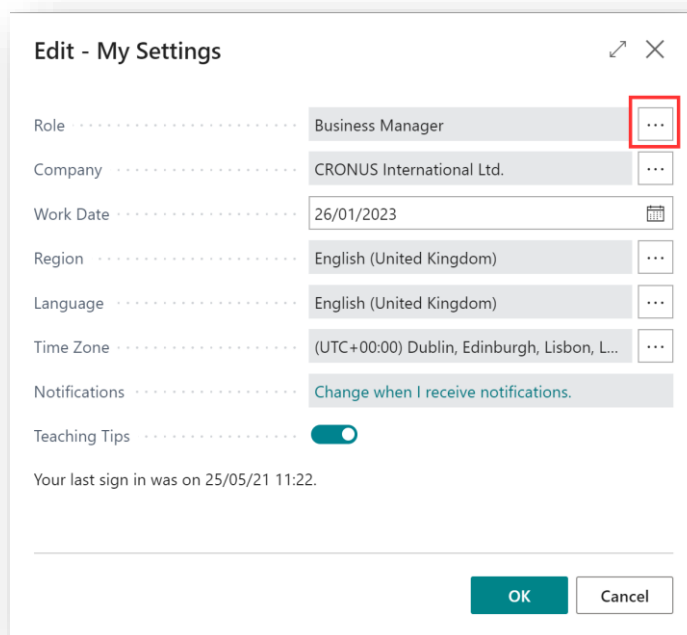 Edit - My Settings
Role Business Manager ...
Company CRONUS International Ltd. ...
Work Date 26/01/2023
Region English (United Kingdom) ...
Language English (United Kingdom) ...
Time Zone (UTC+00:00) Dublin, Edinburgh, Lisbon, L... ...
Notifications Change when I receive notifications.
Teaching Tips
Your last sign in was on 25/05/21 11:22.
OK Cancel